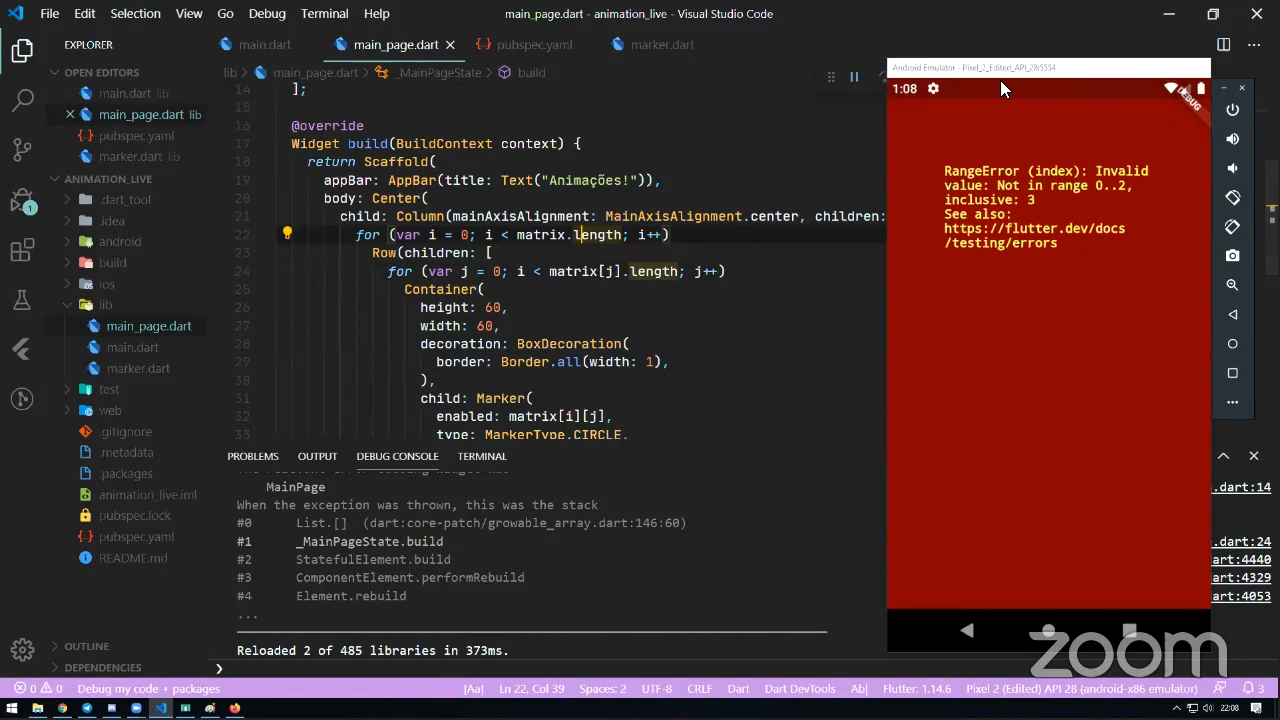 File Edit Selection View Go Debug Terminal Help
main_page.dart - animation_live - Visual Studio Code
EXPLORER
OPEN EDITORS
main.dart lib
main_page.dart lib
pubspec.yaml
marker.dart lib
ANIMATION_LIVE
.dart_tool
.idea
android
build
ios
lib
main_page.dart
main.dart
marker.dart
test
web
.gitignore
.metadata
.packages
animation_live.iml
pubspec.lock
pubspec.yaml
README.md
OUTLINE
DEPENDENCIES
main.dart main_page.dart pubspec.yaml marker.dart
lib main_page.dart _MainPageState build
14 ];
15
16 @override
17 Widget build(BuildContext context) {
18 return Scaffold(
19 appBar: AppBar(title: Text("Animações!")),
20 body: Center(
21 child: Column(mainAxisAlignment: MainAxisAlignment.center, children:
22 for (var i = 0; i < matrix.length; i++)
23 Row(children: [
24 for (var j = 0; i < matrix[j].length; j++)
25 Container(
26 height: 60,
27 width: 60,
28 decoration: BoxDecoration(
29 border: Border.all(width: 1),
30 ),
31 child: Marker(
32 enabled: matrix[i][j],
33 type: MarkerType.CIRCLE,
PROBLEMS OUTPUT DEBUG CONSOLE TERMINAL
MainPage
When the exception was thrown, this was the stack
#0 List.[] (dart:core-patch/growable_array.dart:146:60)
#1 _MainPageState.build
#2 StatefulElement.build
#3 ComponentElement.performRebuild
#4 Element.rebuild
...
Reloaded 2 of 485 libraries in 373ms.
art:14
art:24
art:4440
art:4329
art:4053
Android Emulator - Pixel_2_Edited_API_28:5554
1:08
DEBUG
RangeError (index): Invalid
value: Not in range 0..2,
inclusive: 3
See also:
https://flutter.dev/docs
/testing/errors
zoom
0 0 Debug my code + packages [Aa] Ln 22, Col 39 Spaces: 2 UTF-8 CRLF Dart Dart DevTools Ab| Flutter: 1.14.6 Pixel 2 (Edited) API 28 (android-x86 emulator) 3
22:08